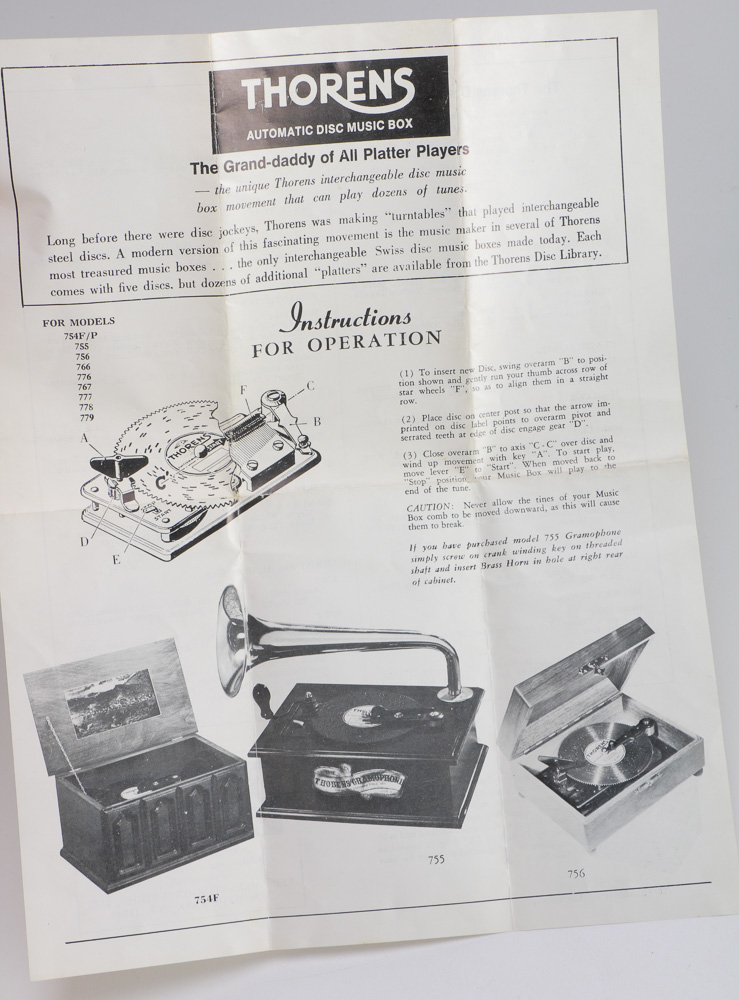 THORENS
AUTOMATIC DISC MUSIC BOX
The Grand-daddy of All Platter Players
— the unique Thorens interchangeable disc music
box movement that can play dozens of tunes.
Long before there were disc jockeys, Thorens was making "turntables" that played interchangeable
steel discs. A modern version of this fascinating movement is the music maker in several of Thorens
most treasured music boxes . . . the only interchangeable Swiss disc music boxes made today. Each
comes with five discs. but dozens of additional "platters" are available from the Thorens Disc Library.
Instructions
FOR OPERATION
FOR MODELS
754F/P
755
756
766
776
767
777
778
779
A
F
C
B
THORENS
D
E
(1) To insert new Disc, swing overarm "B" to posi-
tion shown and gently run your thumb across row of
star wheels "F", so as to align them in a straight
row.
(2) Place disc on center post so that the arrow im-
printed on disc label points to overarm pivot and
serrated teeth at edge of disc engage gear "D".
(3) Close overarm "B" to axis "C-C" over disc and
wind up movement with key "A". To start play,
move lever "E" to "Start". When moved back to
"Stop" position, your Music Box will play to the
end of the tune.
CAUTION: Never allow the tines of your Music
Box comb to be moved downward, as this will cause
them to break.
If you have purchased model 755 Gramophone
simply screw on crank winding key on threaded
shaft and insert Brass Horn in hole at right rear
of cabinet.
THE
THORENS GRAMOPHONE
THORENS
754F
755
756